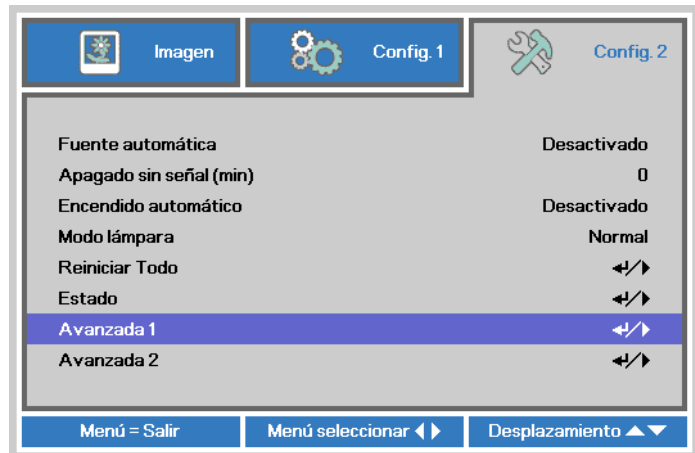 Imagen Config. 1 Config. 2
Fuente automática Desactivado
Apagado sin señal (min) 0
Encendido automático Desactivado
Modo lámpara Normal
Reiniciar Todo
Estado
Avanzada 1
Avanzada 2
Menú = Salir Menú seleccionar Desplazamiento